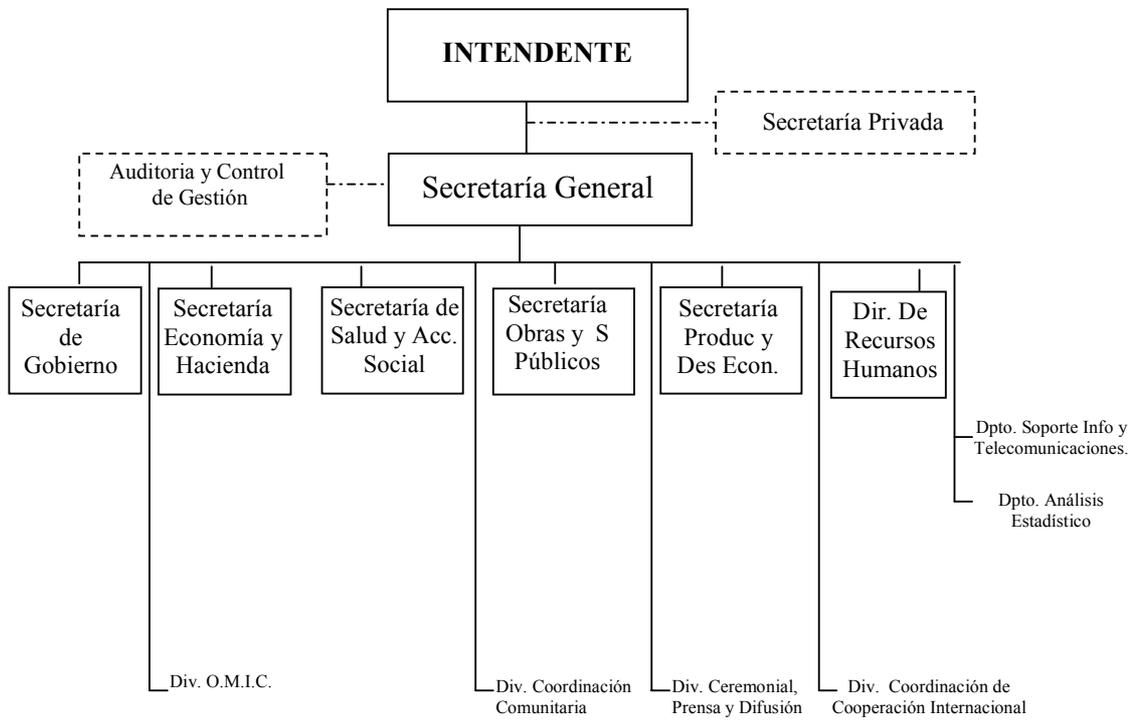 INTENDENTE
Secretaría Privada
Auditoria y Control
de Gestión
Secretaría General
Secretaría
de
Gobierno
Secretaría
Economía y
Hacienda
Secretaría de
Salud y Acc.
Social
Secretaría
Obras y S
Públicos
Secretaría
Produc y
Des Econ.
Dir. De
Recursos
Humanos
Dpto. Soporte Info y
Telecomunicaciones.
Dpto. Análisis
Estadístico
Div. O.M.I.C.
Div. Coordinación
Comunitaria
Div. Ceremonial,
Prensa y Difusión
Div. Coordinación de
Cooperación Internacional